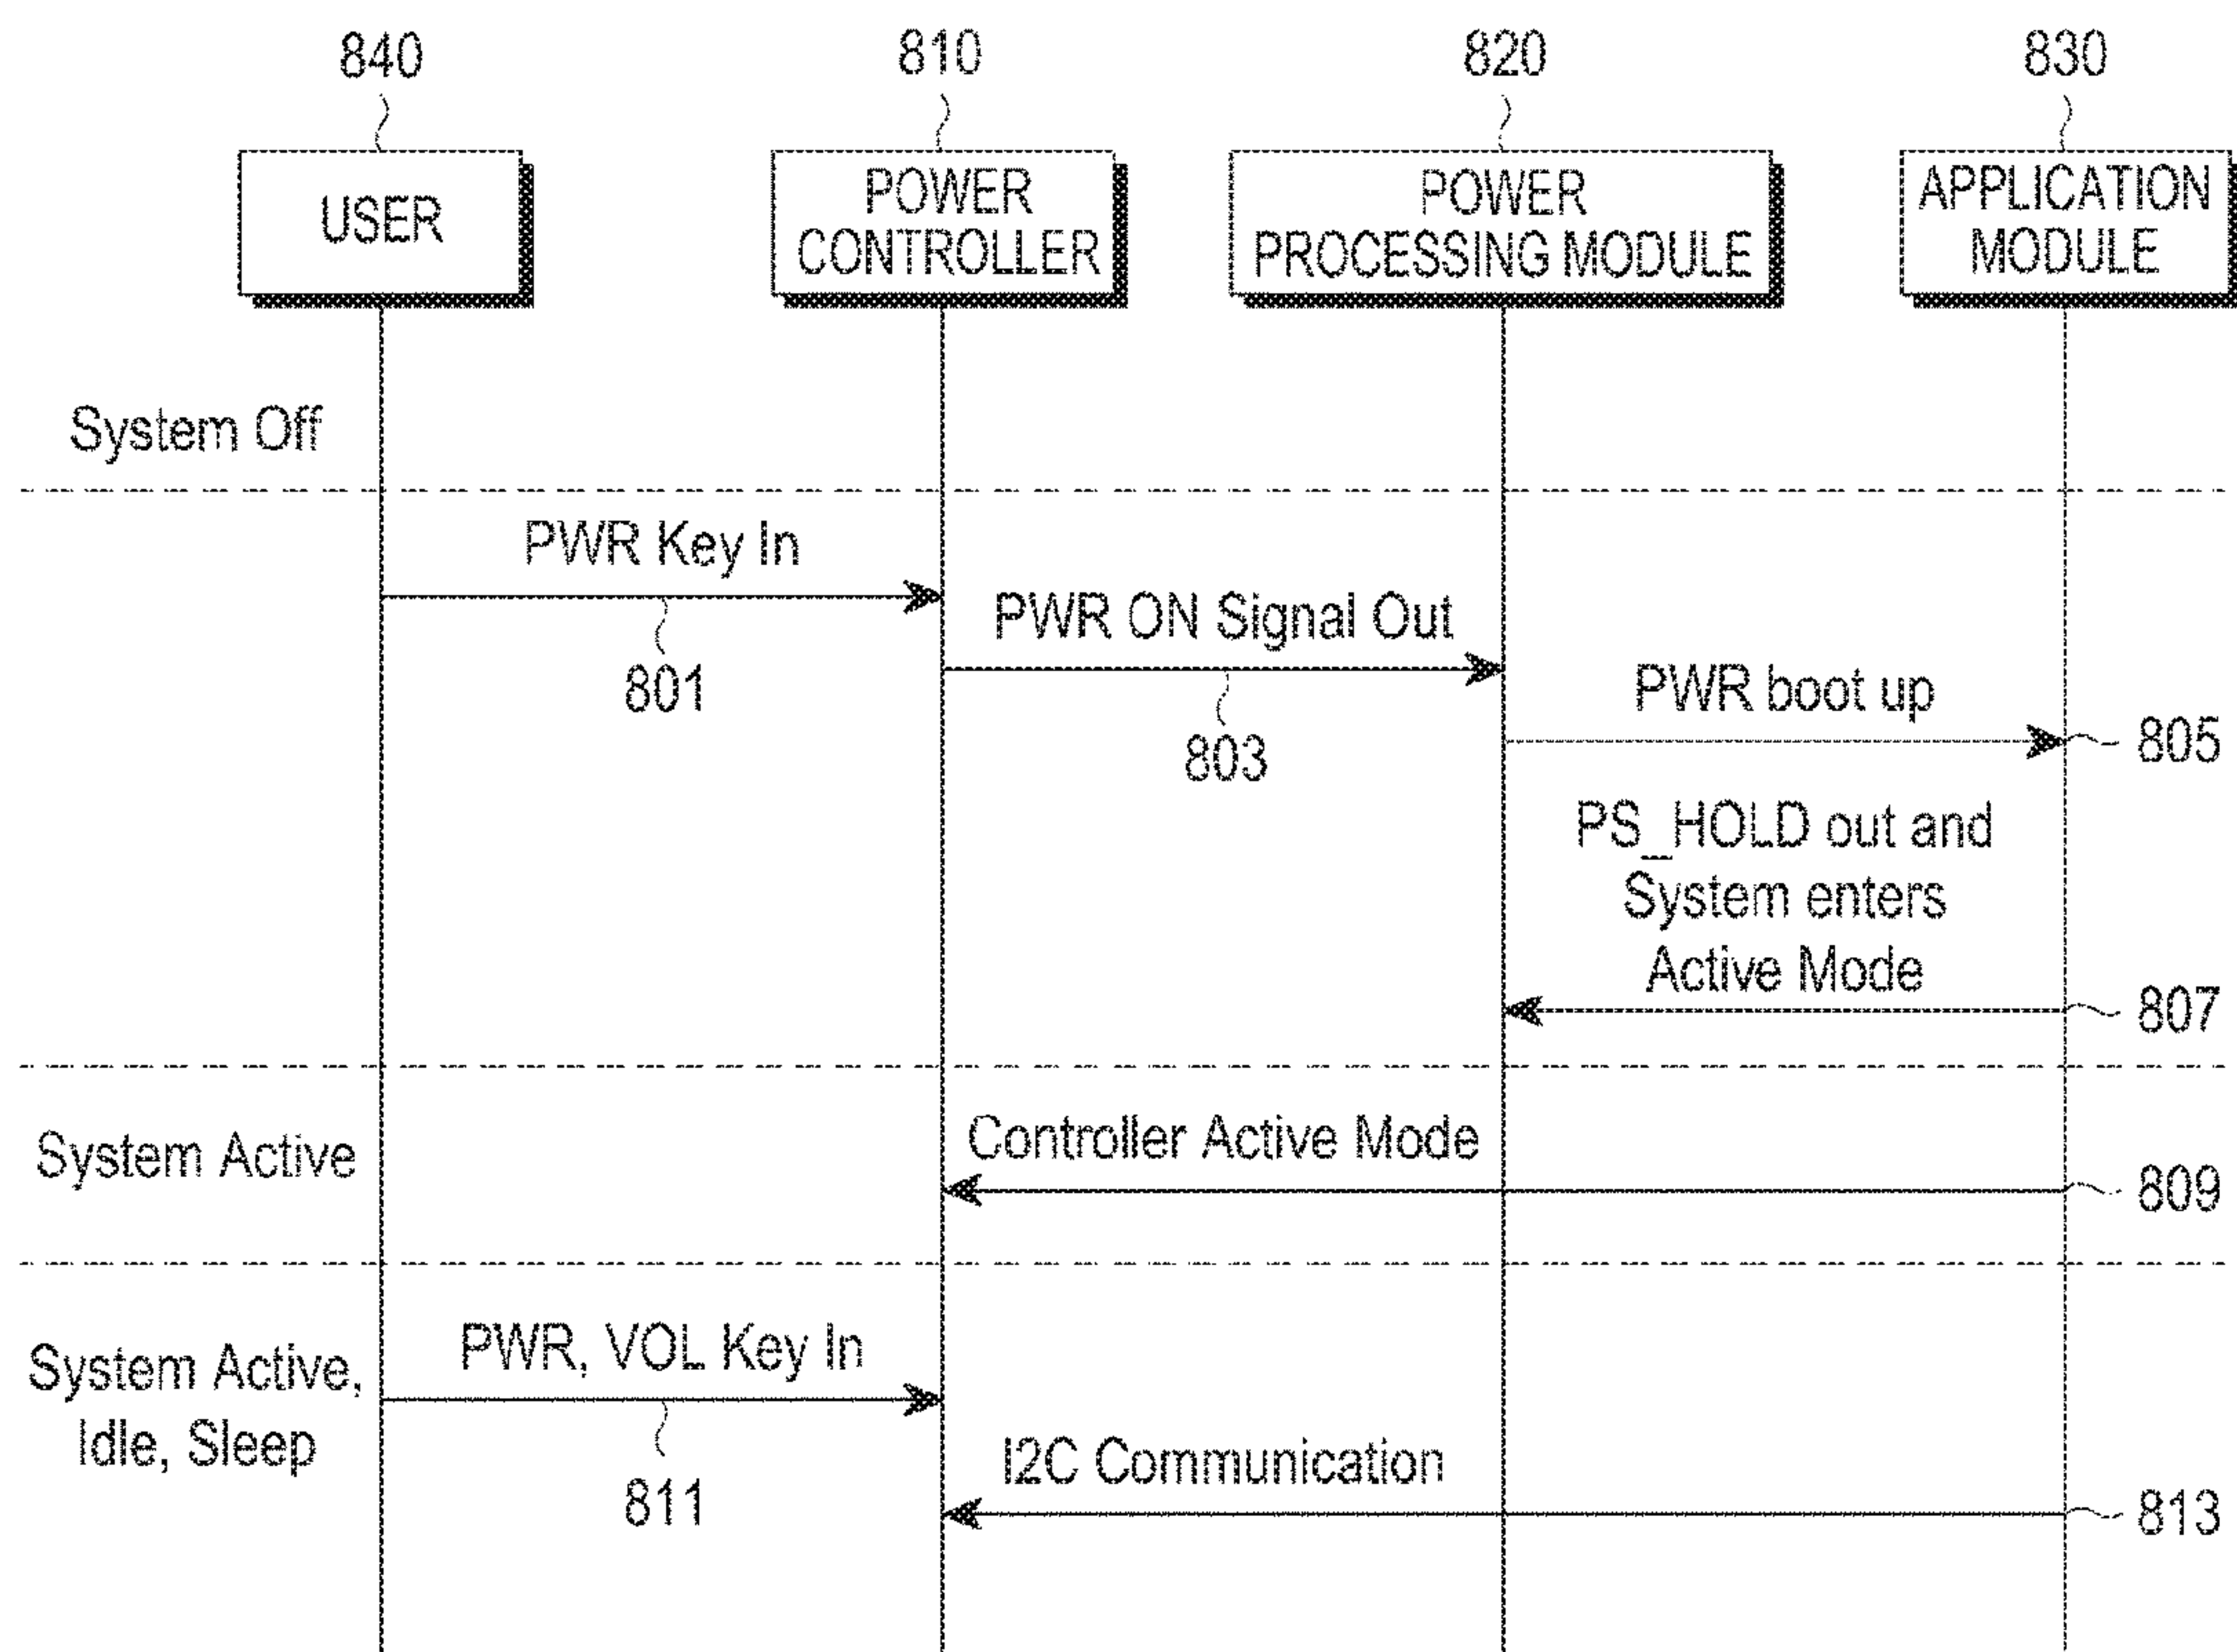 840
810
820
830
USER
POWER
CONTROLLER
POWER
PROCESSING MODULE
APPLICATION
MODULE
System Off
PWR Key In
801
PWR ON Signal Out
803
PWR boot up
805
PS_HOLD out and
System enters
Active Mode
807
System Active
Controller Active Mode
809
System Active,
Idle, Sleep
PWR, VOL Key In
811
I2C Communication
813